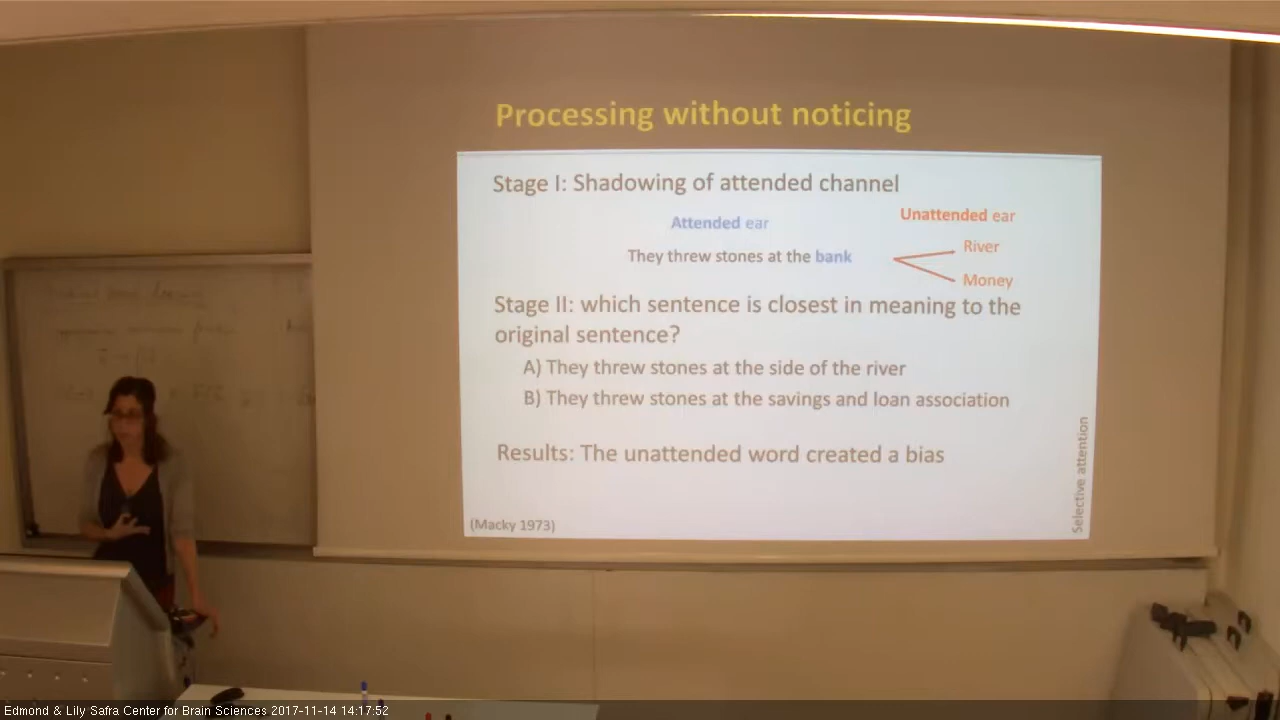 Processing without noticing
Stage I: Shadowing of attended channel
Attended ear
Unattended ear
They threw stones at the bank
River
Money
Stage II: which sentence is closest in meaning to the
original sentence?
A) They threw stones at the side of the river
B) They threw stones at the savings and loan association
Results: The unattended word created a bias
(Macky 1973)
Selective attention
Edmond & Lily Safra Center for Brain Sciences 2017-11-14 14:17:52